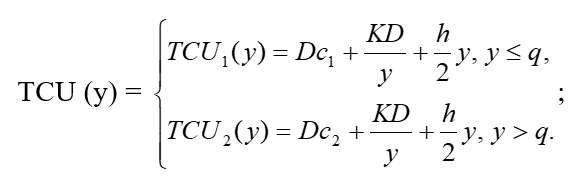 TCU (y) = { TCU₁(y) = Dc₁ + KD/y + h/2 y, y ≤ q,
TCU₂(y) = Dc₂ + KD/y + h/2 y, y > q. ;